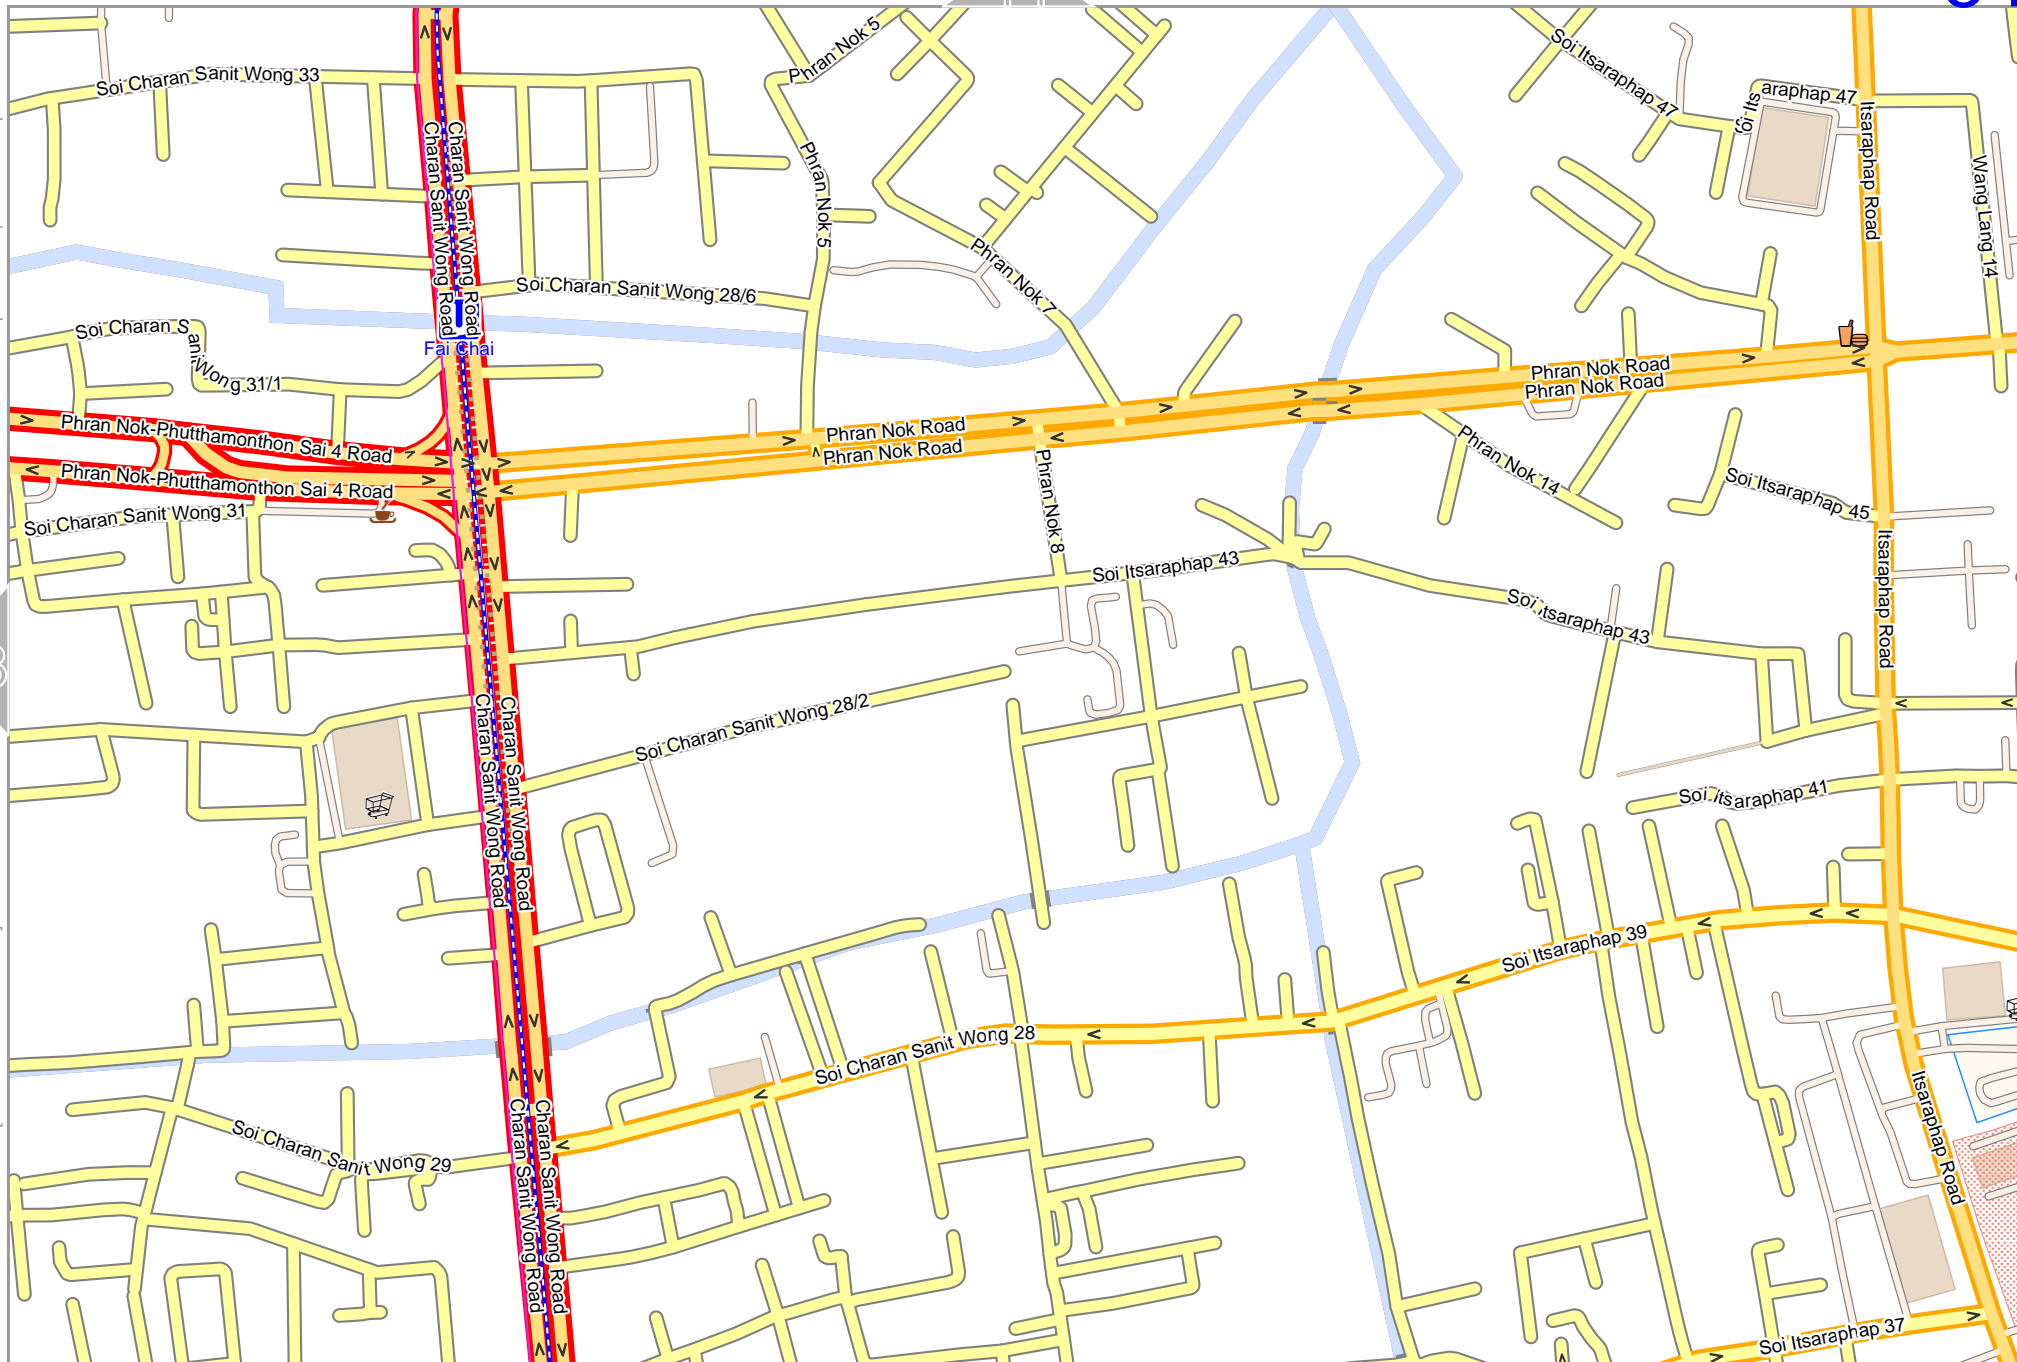 Soi Charan Sanit Wong 33
Phran Nok 5
Soi Itsaraphap 47
Soi Itsaraphap 47
Charan Sanit Wong Road
Charan Sanit Wong Road
Phran Nok 5
Itsaraphap Road
Wang Lang 14
Phran Nok 7
Soi Charan Sanit Wong 28/6
Soi Charan Sanit Wong 31/1
Fai Chai
Phran Nok Road
Phran Nok Road
Phran Nok-Phutthamonthon Sai 4 Road
Phran Nok Road
Phran Nok Road
Phran Nok-Phutthamonthon Sai 4 Road
Phran Nok 14
Soi Itsaraphap 45
Soi Charan Sanit Wong 31
Phran Nok 8
Soi Itsaraphap 43
Soi Itsaraphap 43
Itsaraphap Road
Charan Sanit Wong Road
Charan Sanit Wong Road
Soi Charan Sanit Wong 28/2
Soi Itsaraphap 41
Soi Itsaraphap 39
Soi Charan Sanit Wong 28
Soi Charan Sanit Wong 29
Charan Sanit Wong Road
Charan Sanit Wong Road
Itsaraphap Road
Soi Itsaraphap 37